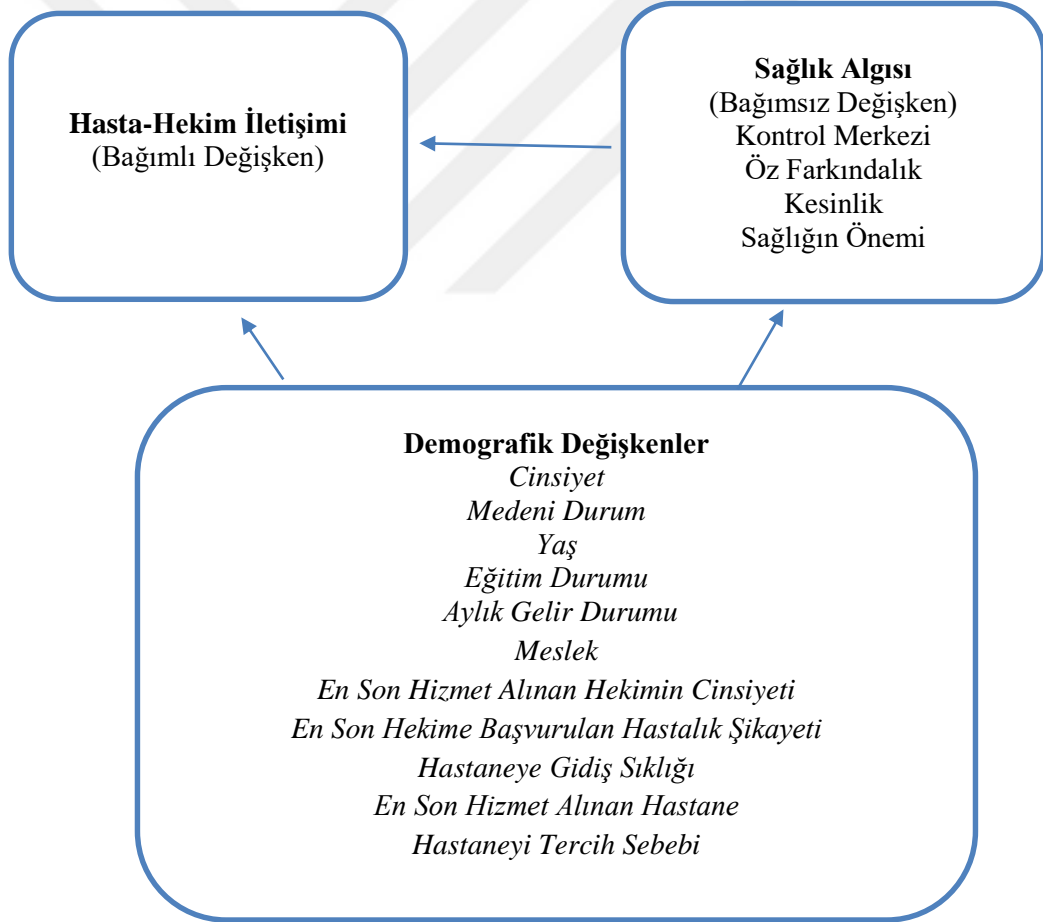 Hasta-Hekim İletişimi
(Bağımlı Değişken)
Sağlık Algısı
(Bağımsız Değişken)
Kontrol Merkezi
Öz Farkındalık
Kesinlik
Sağlığın Önemi
Demografik Değişkenler
Cinsiyet
Medeni Durum
Yaş
Eğitim Durumu
Aylık Gelir Durumu
Meslek
En Son Hizmet Alınan Hekimin Cinsiyeti
En Son Hekime Başvurulan Hastalık Şikayeti
Hastaneye Gidiş Sıklığı
En Son Hizmet Alınan Hastane
Hastaneyi Tercih Sebebi